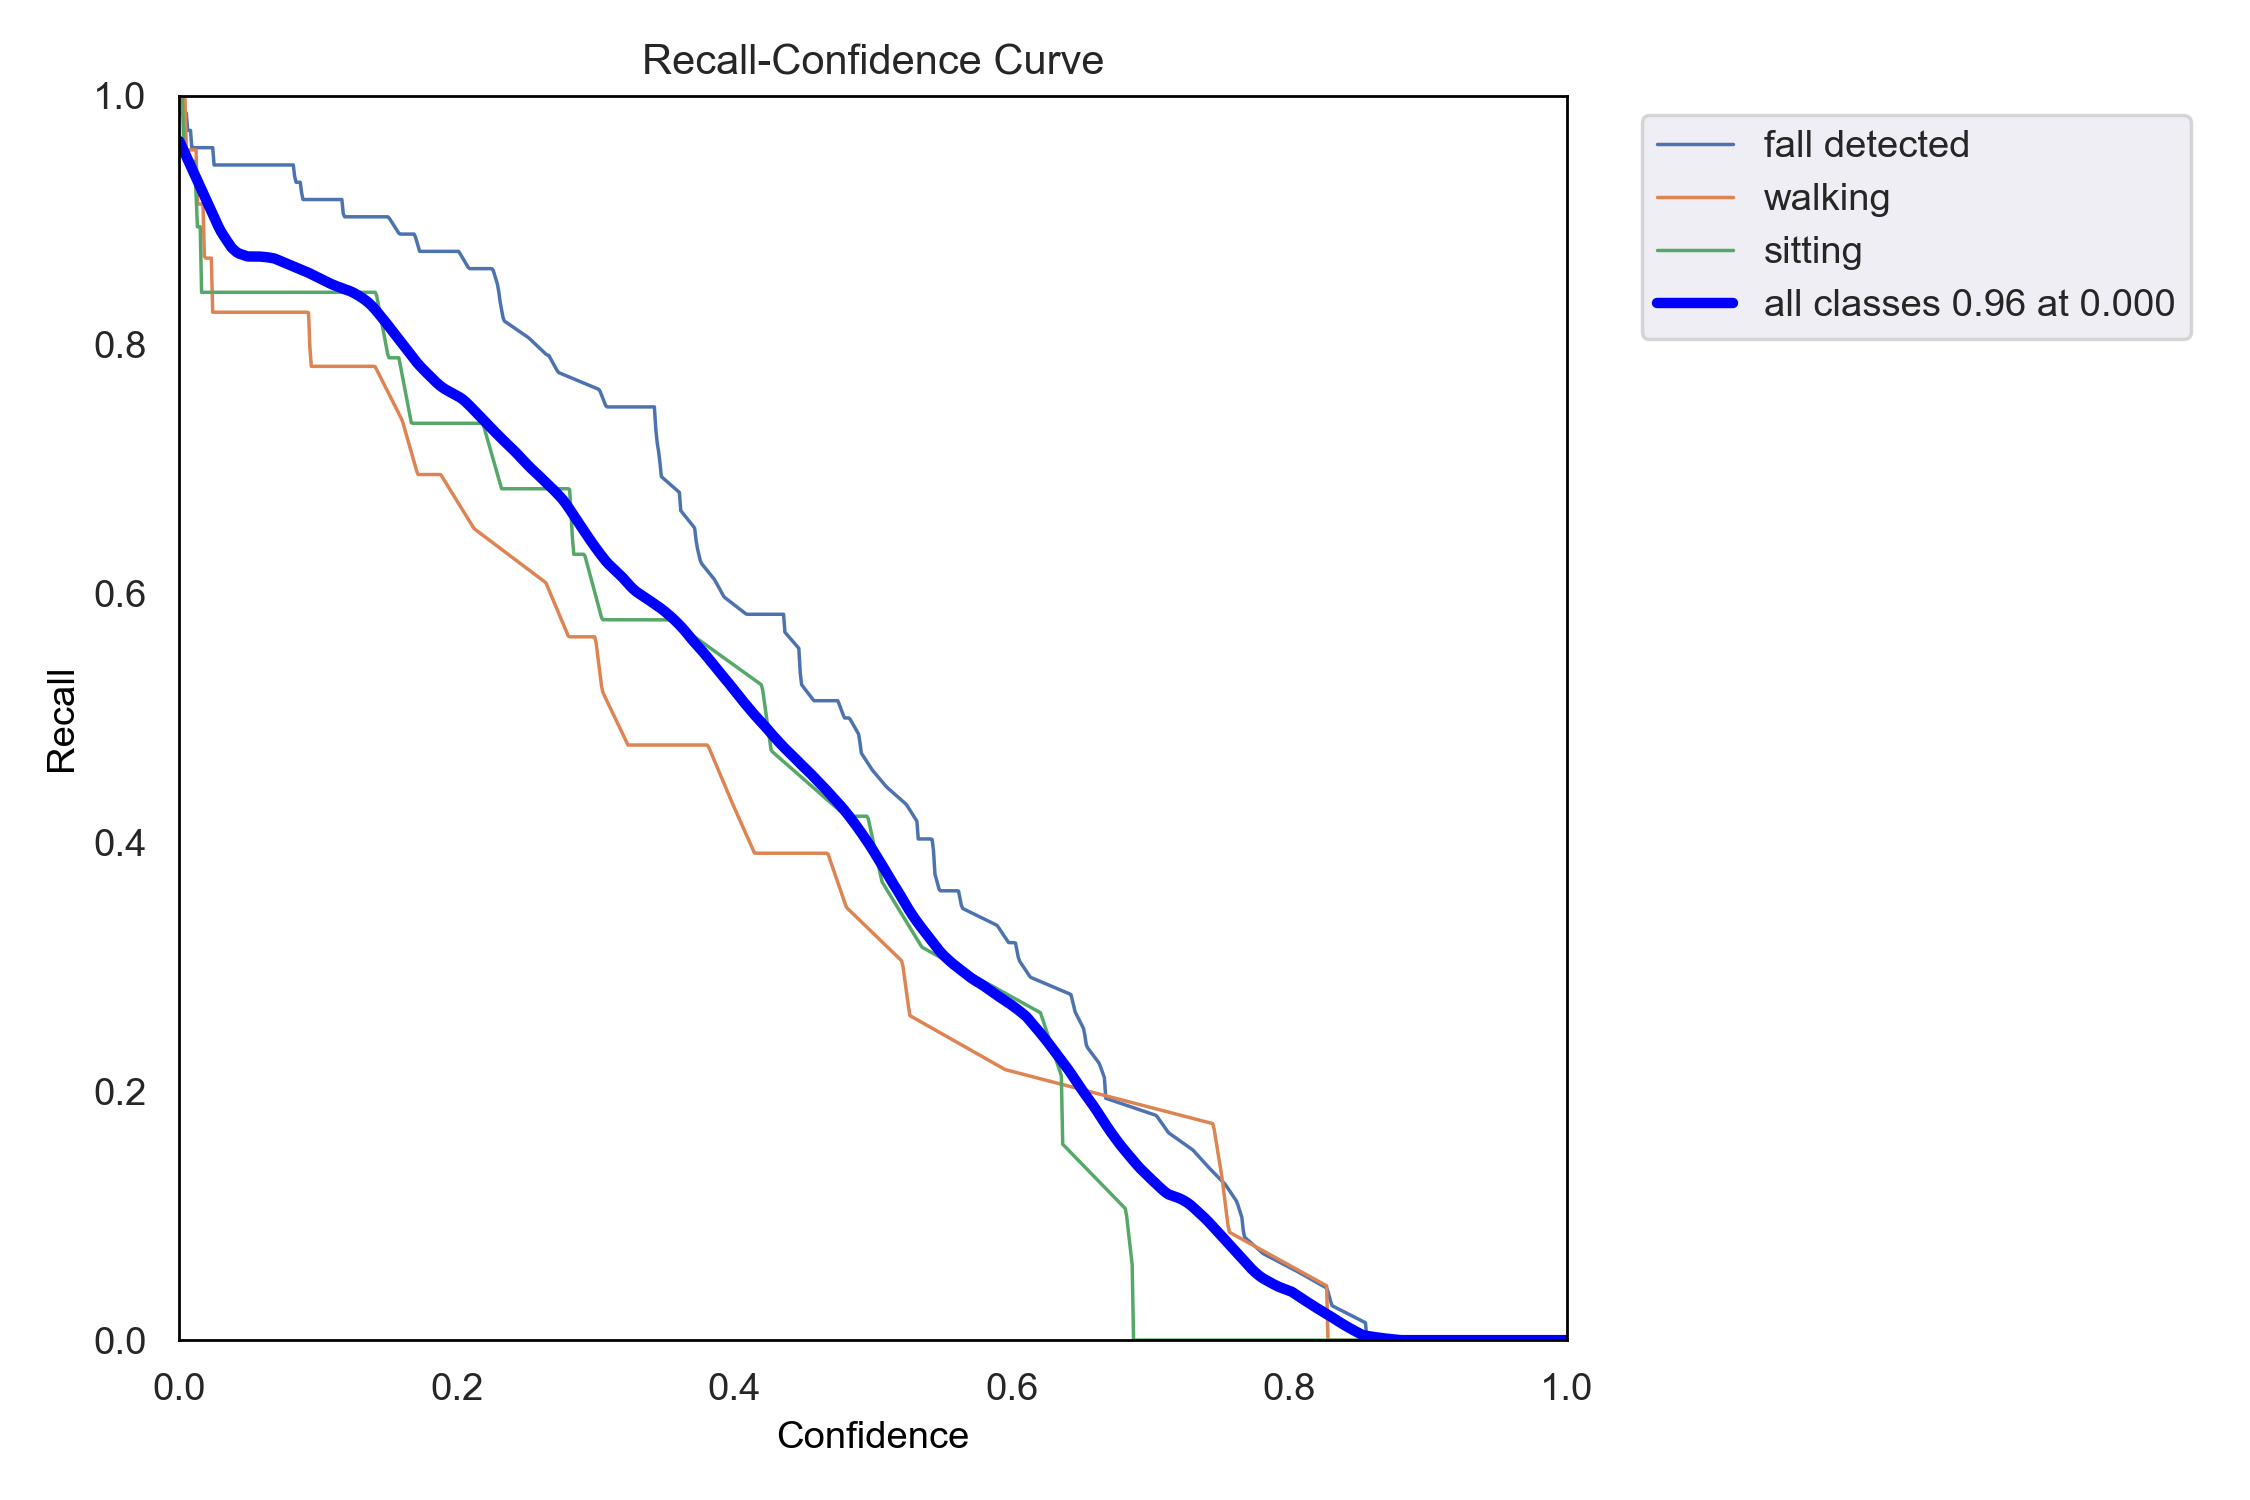 Recall-Confidence Curve
1.0
0.8
0.6
0.4
0.2
0.0
Recall
0.0 0.2 0.4 0.6 0.8 1.0
Confidence
fall detected
walking
sitting
all classes 0.96 at 0.000